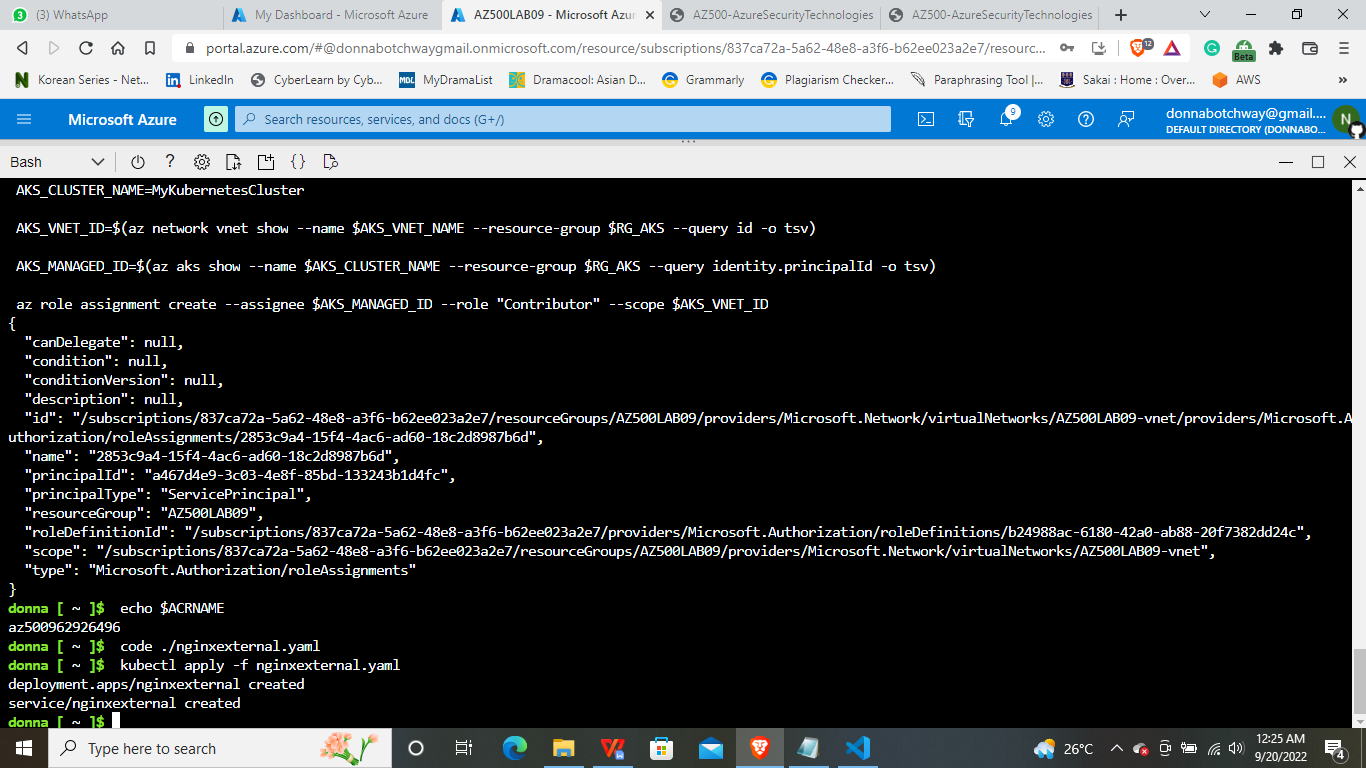 (3) WhatsApp
My Dashboard - Microsoft Azure
AZ500LAB09 - Microsoft Azur
AZ500-AzureSecurityTechnologies
AZ500-AzureSecurityTechnologies
portal.azure.com/#@donnabotchwaygmail.onmicrosoft.com/resource/subscriptions/837ca72a-5a62-48e8-a3f6-b62ee023a2e7/resourc...
12
Beta
Korean Series - Net...
LinkedIn
CyberLearn by Cyb...
MDL MyDramaList
Dramacool: Asian D...
Grammarly
Plagiarism Checker...
Paraphrasing Tool |...
Sakai : Home : Over...
AWS
»
Microsoft Azure
Search resources, services, and docs (G+/)
9
donnabotchway@gmail....
DEFAULT DIRECTORY (DONNABO...
N
Bash
AKS_CLUSTER_NAME=MyKubernetesCluster
AKS_VNET_ID=$(az network vnet show --name $AKS_VNET_NAME --resource-group $RG_AKS --query id -o tsv)
AKS_MANAGED_ID=$(az aks show --name $AKS_CLUSTER_NAME --resource-group $RG_AKS --query identity.principalId -o tsv)
az role assignment create --assignee $AKS_MANAGED_ID --role "Contributor" --scope $AKS_VNET_ID
{
"canDelegate": null,
"condition": null,
"conditionVersion": null,
"description": null,
"id": "/subscriptions/837ca72a-5a62-48e8-a3f6-b62ee023a2e7/resourceGroups/AZ500LAB09/providers/Microsoft.Network/virtualNetworks/AZ500LAB09-vnet/providers/Microsoft.A
uthorization/roleAssignments/2853c9a4-15f4-4ac6-ad60-18c2d8987b6d",
"name": "2853c9a4-15f4-4ac6-ad60-18c2d8987b6d",
"principalId": "a467d4e9-3c03-4e8f-85bd-133243b1d4fc",
"principalType": "ServicePrincipal",
"resourceGroup": "AZ500LAB09",
"roleDefinitionId": "/subscriptions/837ca72a-5a62-48e8-a3f6-b62ee023a2e7/providers/Microsoft.Authorization/roleDefinitions/b24988ac-6180-42a0-ab88-20f7382dd24c",
"scope": "/subscriptions/837ca72a-5a62-48e8-a3f6-b62ee023a2e7/resourceGroups/AZ500LAB09/providers/Microsoft.Network/virtualNetworks/AZ500LAB09-vnet",
"type": "Microsoft.Authorization/roleAssignments"
}
donna [ ~ ]$ echo $ACRNAME
az500962926496
donna [ ~ ]$ code ./nginxexternal.yaml
donna [ ~ ]$ kubectl apply -f nginxexternal.yaml
deployment.apps/nginxexternal created
service/nginxexternal created
donna [ ~ ]$
Type here to search
26°C
12:25 AM
9/20/2022
4